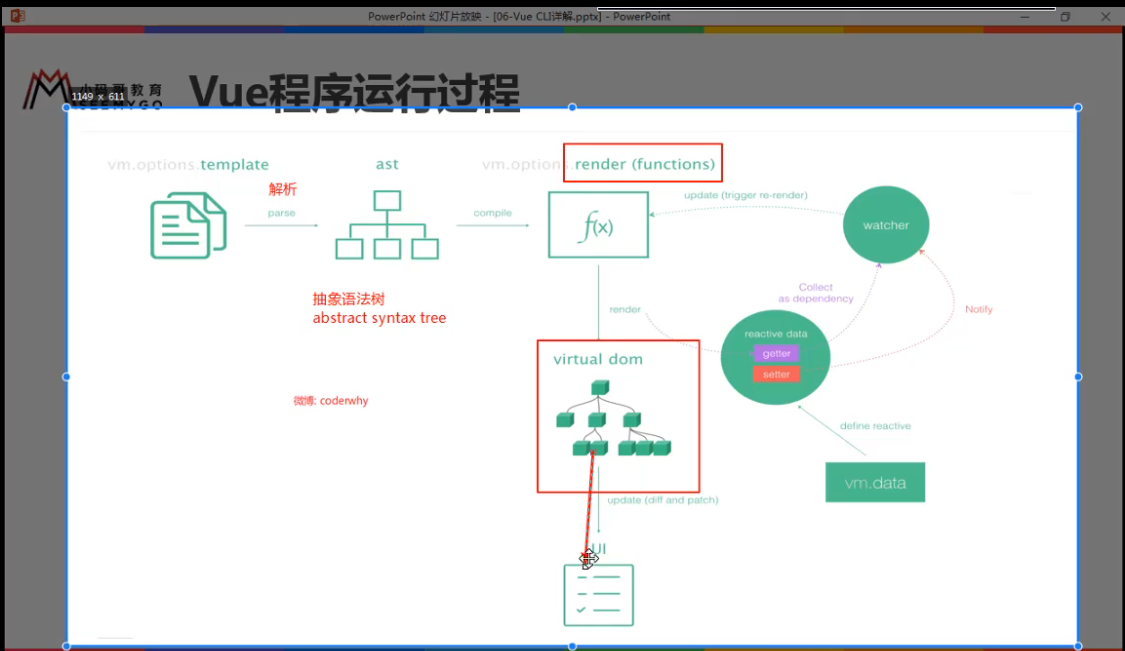 PowerPoint 幻灯片放映 - [06-Vue CLI详解.pptx] - PowerPoint
小码哥教育
SEEMYGO
Vue程序运行过程
1149 x 611
vm.options.template
ast
vm.option
render (functions)
解析
parse
compile
f(x)
update (trigger re-render)
watcher
抽象语法树
abstract syntax tree
Collect
as dependency
render
Notify
reactive data
getter
setter
virtual dom
微博: coderwhy
define reactive
vm.data
update (diff and patch)
UI